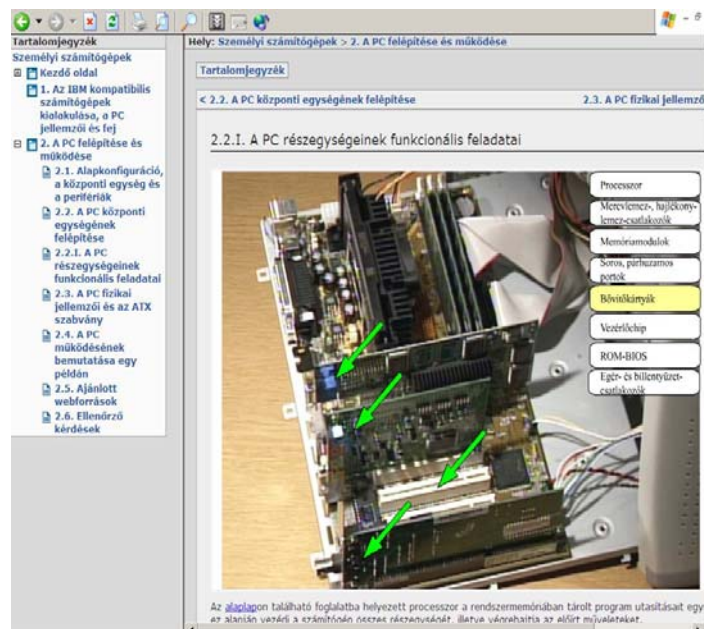 Tartalomjegyzék
Személyi számítógépek
Kezdő oldal
1. Az IBM kompatibilis
számítógépek
kialakulása, a PC
jellemzői és fej
2. A PC felépítése és
működése
2.1. Alapkonfiguráció,
a központi egység és
a perifériák
2.2. A PC központi
egységének
felépítése
2.2.I. A PC
részegységeinek
funkcionális feladatai
2.3. A PC fizikai
jellemzői és az ATX
szabvány
2.4. A PC
működésének
bemutatása egy
példán
2.5. Ajánlott
webforrások
2.6. Ellenőrző
kérdések
Hely: Személyi számítógépek > 2. A PC felépítése és működése
Tartalomjegyzék
< 2.2. A PC központi egységének felépítése
2.3. A PC fizikai jellemző
2.2.I. A PC részegységeinek funkcionális feladatai
Processzor
Merevlemez-, hajlékony-
lemez-csatlakozók
Memóriamodulok
Soros, párhuzamos
portok
Bővítőkártyák
Vezérlőchip
ROM-BIOS
Egér- és billentyűzet-
csatlakozók
Az alaplapon található foglalatba helyezett processzor a rendszermemóriában tárolt program utasításait egy
ez alapján vezérli a számítógép összes részegységét, illetve végrehajtja az előírt műveleteket.